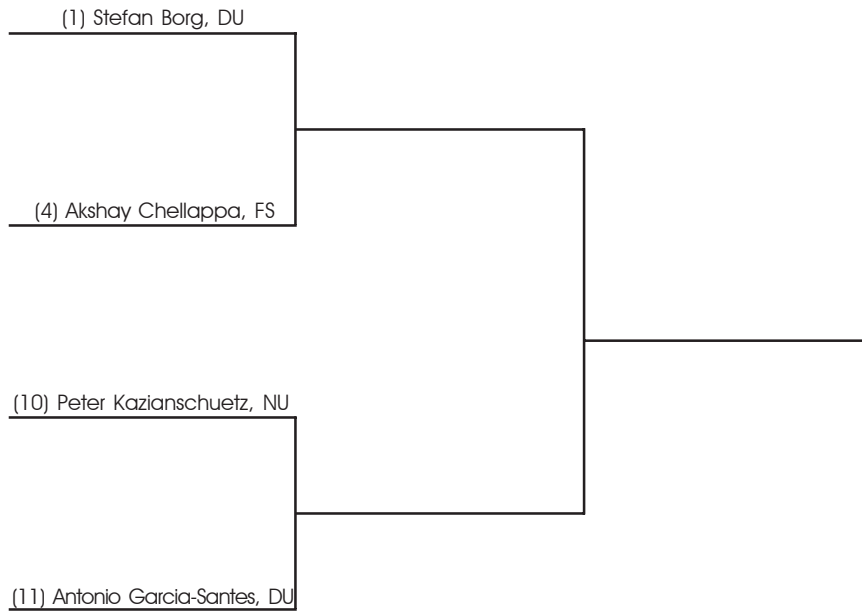 (1) Stefan Borg, DU
(4) Akshay Chellappa, FS
(10) Peter Kazianschuetz, NU
(11) Antonio Garcia-Santes, DU